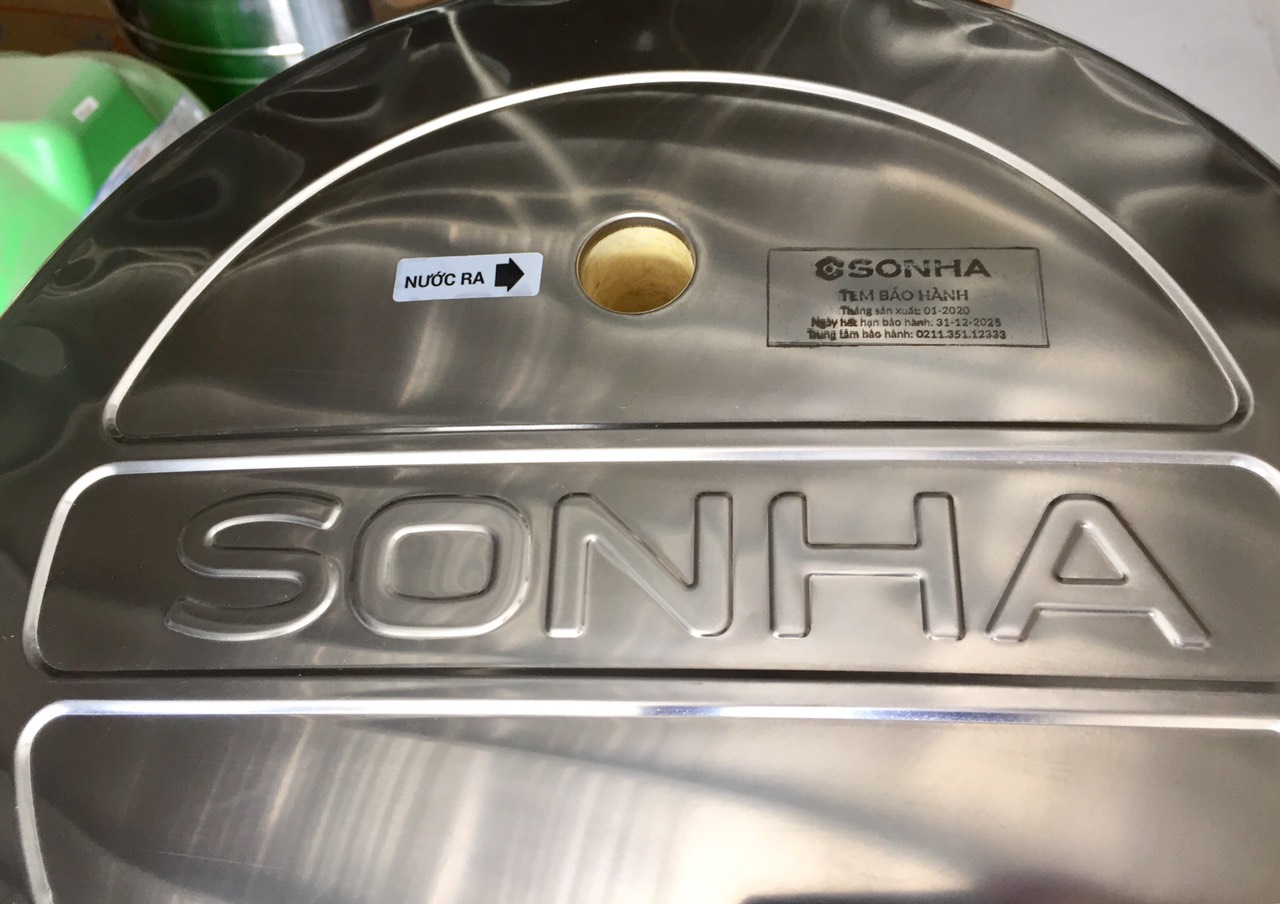 NƯỚC RA
SONHA
TEM BẢO HÀNH
Tháng sản xuất: 01-2020
Ngày hết hạn bảo hành: 31-12-2025
Trung tâm bảo hành: 0211.351.12333
SONHA